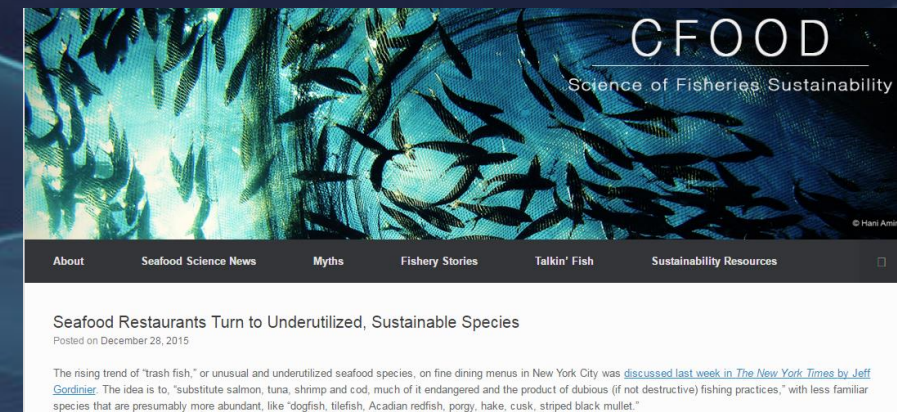 CFOOD
Science of Fisheries Sustainability
© Hani Amir
About Seafood Science News Myths Fishery Stories Talkin' Fish Sustainability Resources
Seafood Restaurants Turn to Underutilized, Sustainable Species
Posted on December 28, 2015
The rising trend of “trash fish,” or unusual and underutilized seafood species, on fine dining menus in New York City was discussed last week in The New York Times by Jeff
Gordinier. The idea is to, “substitute salmon, tuna, shrimp and cod, much of it endangered and the product of dubious (if not destructive) fishing practices,” with less familiar
species that are presumably more abundant, like “dogfish, tilefish, Acadian redfish, porgy, hake, cusk, striped black mullet.”